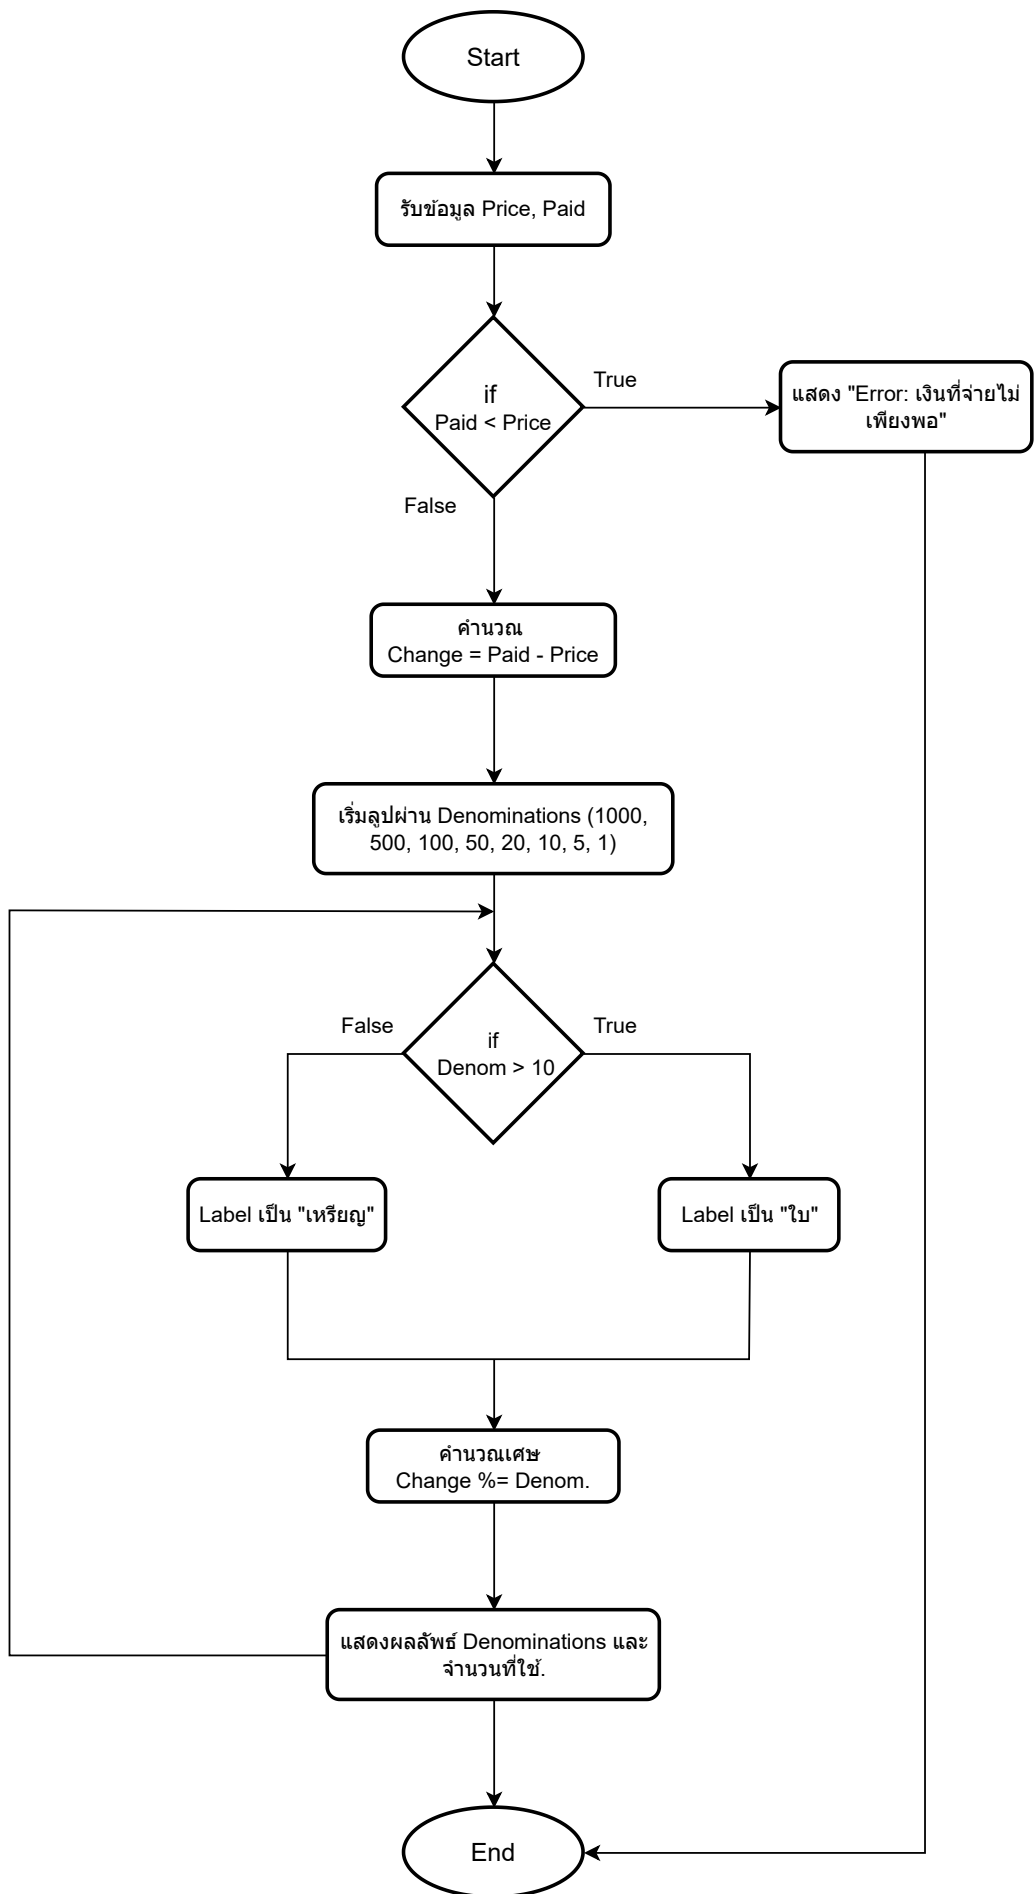 Start
รับข้อมูล Price, Paid
if
Paid < Price
True
แสดง "Error: เงินที่จ่ายไม่
เพียงพอ"
False
คำนวณ
Change = Paid - Price
เริ่มลูปผ่าน Denominations (1000,
500, 100, 50, 20, 10, 5, 1)
False
if
Denom > 10
True
Label เป็น "เหรียญ"
Label เป็น "ใบ"
คำนวณเศษ
Change %= Denom.
แสดงผลลัพธ์ Denominations และ
จำนวนที่ใช้.
End